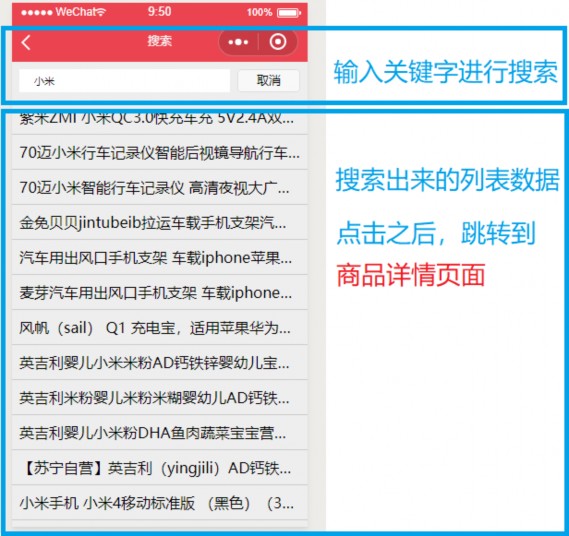 WeChat 9:50 100%
搜索
小米 取消
输入关键字进行搜索
紫米ZMI 小米QC3.0快充车充 5V2.4A双...
70迈小米行车记录仪智能后视镜导航行车...
70迈小米智能行车记录仪 高清夜视大广...
金免贝贝jintubeib拉运车载手机支架汽...
汽车用出风口手机支架 车载iphone苹果...
麦芽汽车用出风口手机支架 车载iphone...
风帆（sail） Q1 充电宝，适用苹果华为...
英吉利婴儿小米米粉AD钙铁锌婴幼儿宝...
英吉利米粉婴儿米粉米糊婴幼儿AD钙铁...
英吉利婴儿小米粉DHA鱼肉蔬菜宝宝营...
【苏宁自营】英吉利（yingjili）AD钙铁...
小米手机 小米4移动标准版 （黑色）（3...
搜索出来的列表数据
点击之后，跳转到
商品详情页面